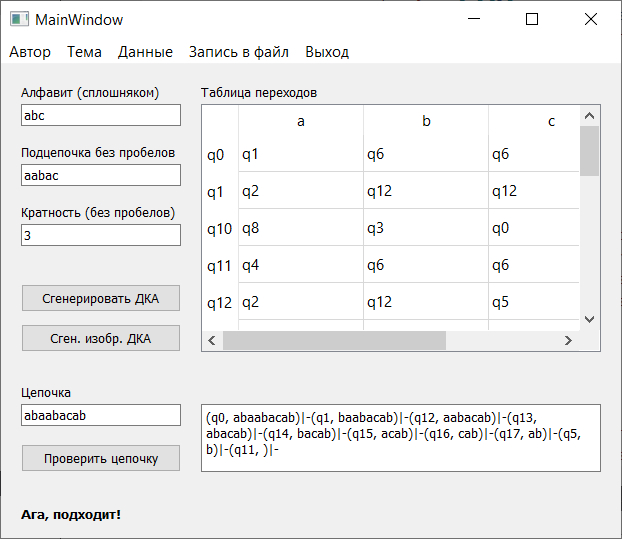 MainWindow
Автор Тема Данные Запись в файл Выход
Алфавит (сплошняком)
abc
Подцепочка без пробелов
aabac
Кратность (без пробелов)
3
Сгенерировать ДКА
Сген. изобр. ДКА
Таблица переходов
a b c
q0 q1 q6 q6
q1 q2 q12 q12
q10 q8 q3 q0
q11 q4 q6 q6
q12 q2 q12 q5
Цепочка
abaabacab
Проверить цепочку
(q0, abaabacab)|-(q1, baabacab)|-(q12, aabacab)|-(q13,
abacab)|-(q14, bacab)|-(q15, acab)|-(q16, cab)|-(q17, ab)|-(q5,
b)|-(q11, )|-
Ага, подходит!